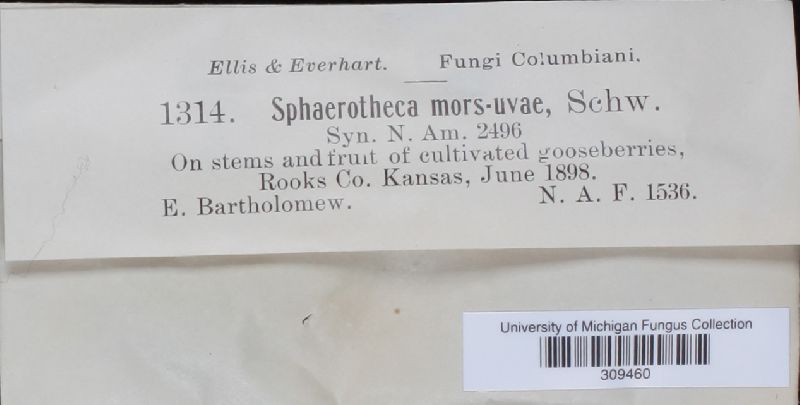 Ellis & Everhart. Fungi Columbiani.
1314. Sphaerotheca mors-uvae, Schw.
Syn. N. Am. 2496
On stems and fruit of cultivated gooseberries,
Rooks Co. Kansas, June 1898.
E. Bartholomew. N. A. F. 1536.
University of Michigan Fungus Collection
309460